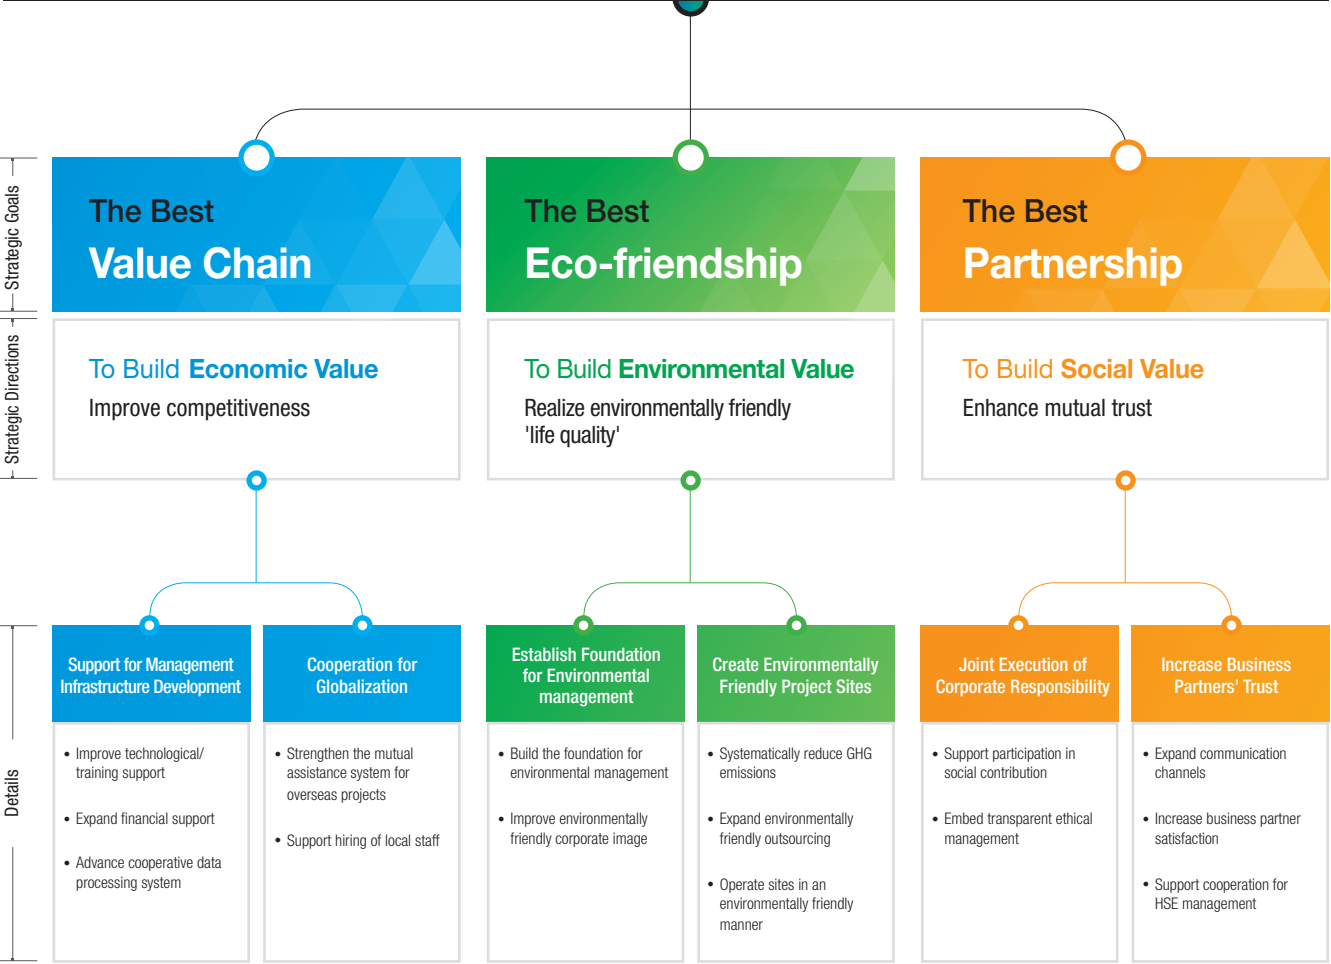 Strategic Goals
The Best
Value Chain
The Best
Eco-friendship
The Best
Partnership
Strategic Directions
To Build Economic Value
Improve competitiveness
To Build Environmental Value
Realize environmentally friendly
'life quality'
To Build Social Value
Enhance mutual trust
Details
Support for Management
Infrastructure Development
• Improve technological/
training support
• Expand financial support
• Advance cooperative data
processing system
Cooperation for
Globalization
• Strengthen the mutual
assistance system for
overseas projects
• Support hiring of local staff
Establish Foundation
for Environmental
management
• Build the foundation for
environmental management
• Improve environmentally
friendly corporate image
Create Environmentally
Friendly Project Sites
• Systematically reduce GHG
emissions
• Expand environmentally
friendly outsourcing
• Operate sites in an
environmentally friendly
manner
Joint Execution of
Corporate Responsibility
• Support participation in
social contribution
• Embed transparent ethical
management
Increase Business
Partners’ Trust
• Expand communication
channels
• Increase business partner
satisfaction
• Support cooperation for
HSE management